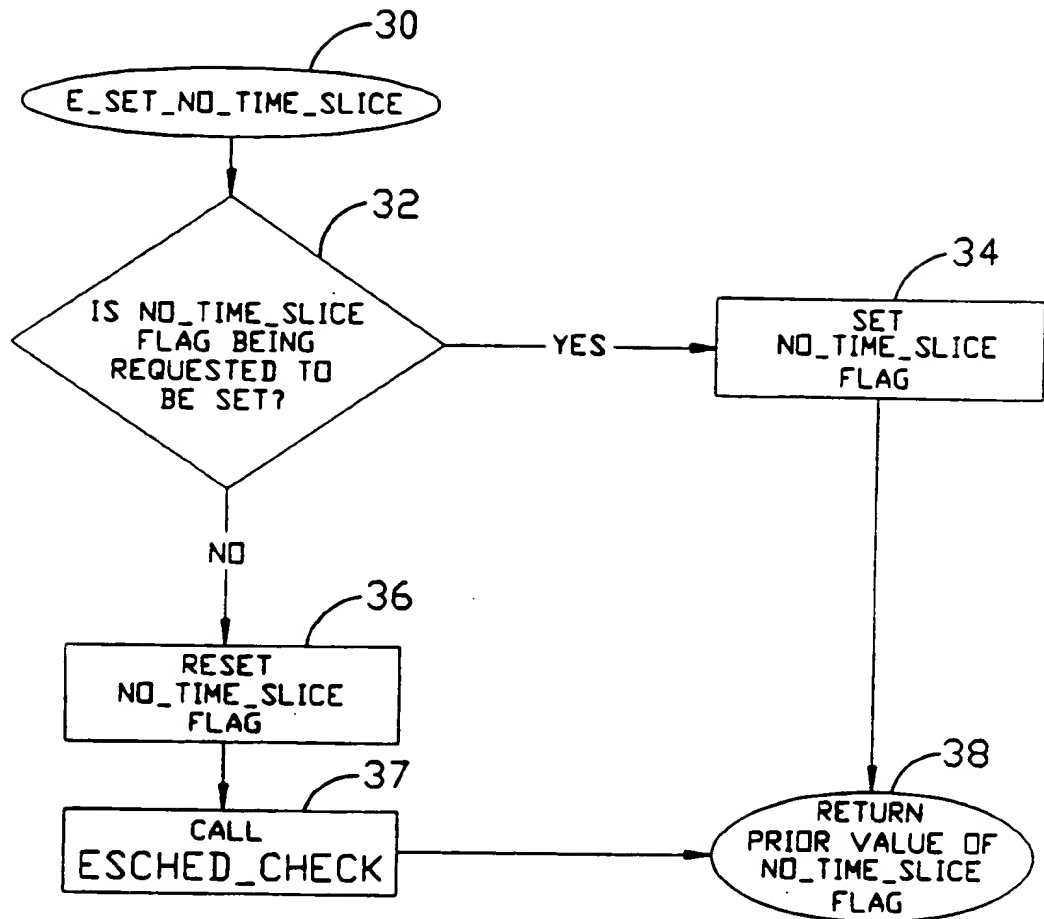 30
E_SET_NO_TIME_SLICE
32
IS NO_TIME_SLICE
FLAG BEING
REQUESTED TO
BE SET?
YES
34
SET
NO_TIME_SLICE
FLAG
NO
36
RESET
NO_TIME_SLICE
FLAG
37
CALL
ESCHED_CHECK
38
RETURN
PRIOR VALUE OF
NO_TIME_SLICE
FLAG